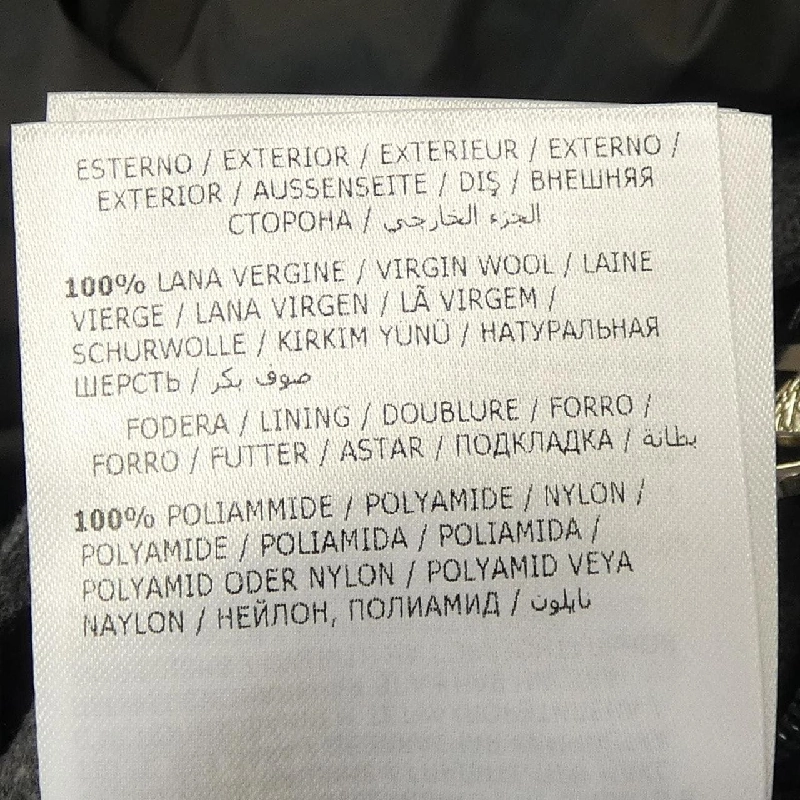 ESTERNO / EXTERIOR / EXTERIEUR / EXTERNO /
EXTERIOR / AUSSENSEITE / DIŞ / ВНЕШНЯЯ
СТОРОНА / الجزء الخارجي
100% LANA VERGINE / VIRGIN WOOL / LAINE
VIERGE / LANA VIRGEN / LÃ VIRGEM /
SCHURWOLLE / KIRKIM YUNÜ / НАТУРАЛЬНАЯ
ШЕРСТЬ / صوف بكر
FODERA / LINING / DOUBLURE / FORRO /
FORRO / FUTTER / ASTAR / ПОДКЛАДКА / بطانة
100% POLIAMMIDE / POLYAMIDE / NYLON /
POLYAMIDE / POLIAMIDA / POLIAMIDA /
POLYAMID ODER NYLON / POLYAMID VEYA
NAYLON / НЕЙЛОН, ПОЛИАМИД / نايلون